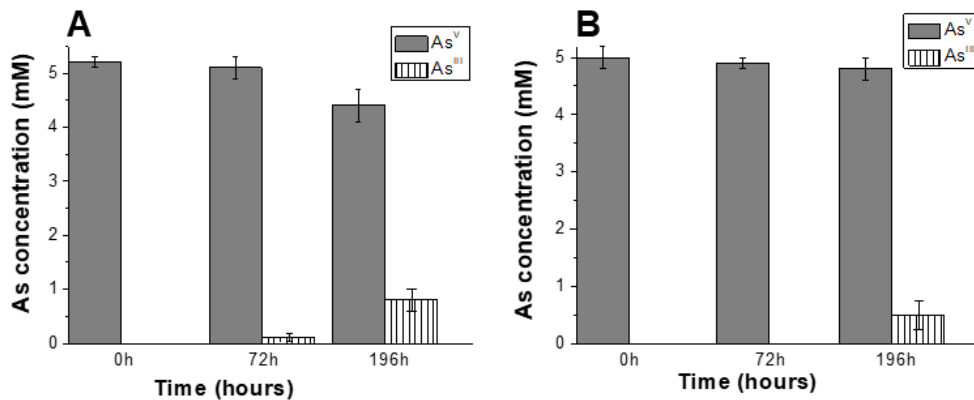 A
As^V
As^III
As concentration (mM)
5
4
3
2
1
0
0h
72h
196h
Time (hours)
B
As^V
As^III
As concentration (mM)
5
4
3
2
1
0
0h
72h
196h
Time (hours)